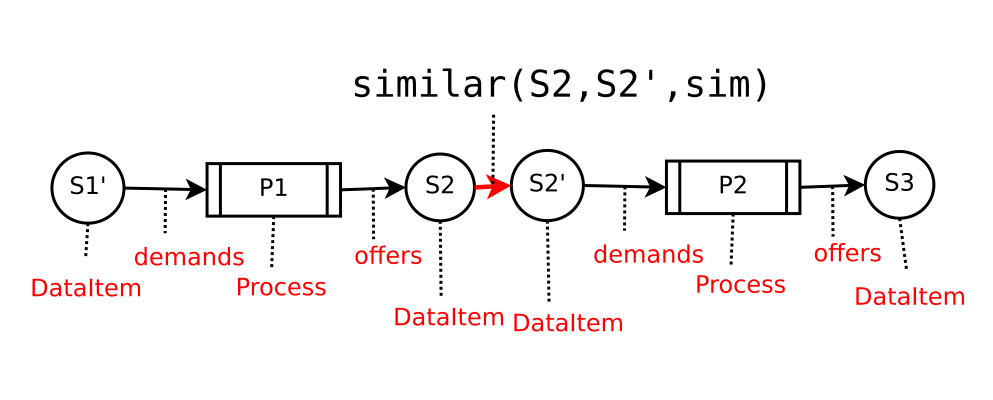 similar(S2,S2',sim)
S1'
P1
S2
S2'
P2
S3
demands
offers
demands
offers
DataItem
Process
DataItem
DataItem
Process
DataItem